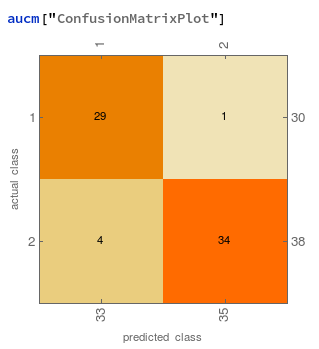 aucm["ConfusionMatrixPlot"]
1 2
1 29 1 30
actual class
2 4 34 38
33 35
predicted class